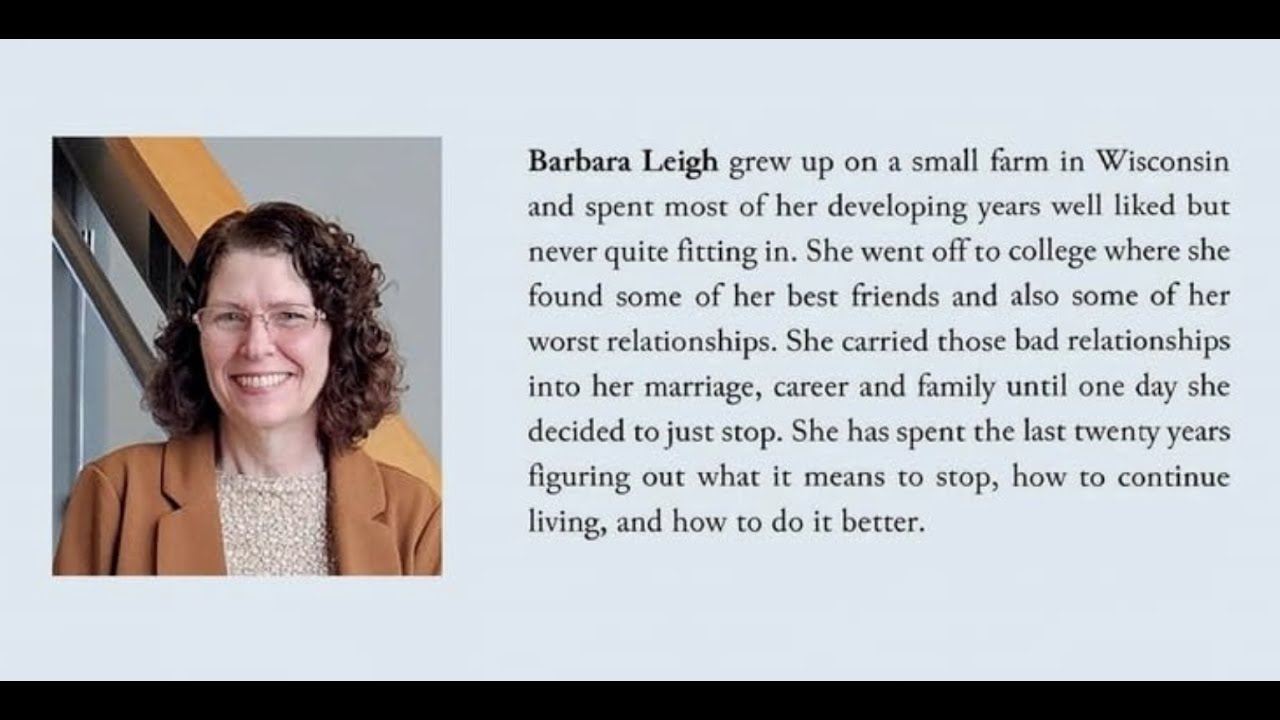 Barbara Leigh grew up on a small farm in Wisconsin
and spent most of her developing years well liked but
never quite fitting in. She went off to college where she
found some of her best friends and also some of her
worst relationships. She carried those bad relationships
into her marriage, career and family until one day she
decided to just stop. She has spent the last twenty years
figuring out what it means to stop, how to continue
living, and how to do it better.